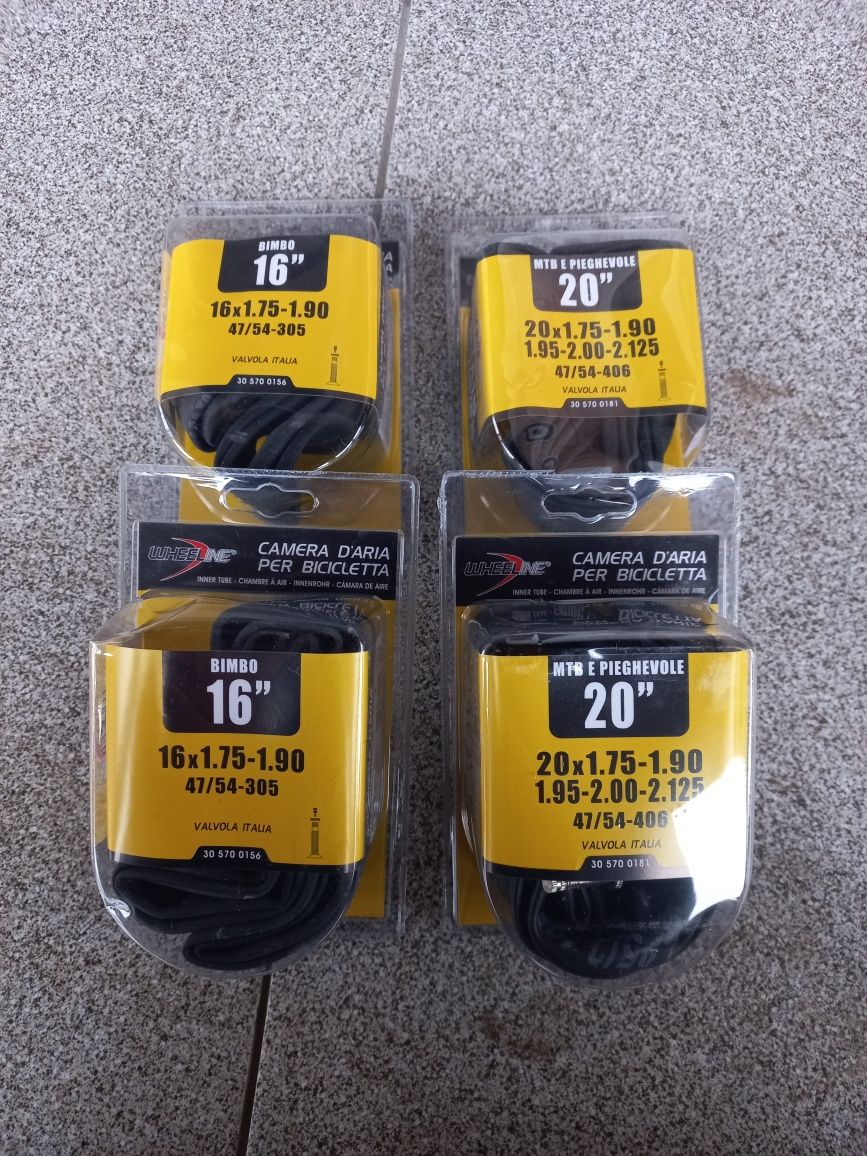 BIMBO
16”
16x1.75-1.90
47/54-305
VALVOLA ITALIA
30 570 0156
MTB E PIEGHEVOLE
20”
20x1.75-1.90
1.95-2.00-2.125
47/54-406
VALVOLA ITALIA
30 570 0181
WHEELINE®
CAMERA D'ARIA
PER BICICLETTA
INNER TUBE - CHAMBRE À AIR - INNENROHR - CÁMARA DE AIRE
BIMBO
16”
16x1.75-1.90
47/54-305
VALVOLA ITALIA
30 570 0156
WHEELINE®
CAMERA D'ARIA
PER BICICLETTA
INNER TUBE - CHAMBRE À AIR - INNENROHR - CÁMARA DE AIRE
MTB E PIEGHEVOLE
20”
20x1.75-1.90
1.95-2.00-2.125
47/54-406
VALVOLA ITALIA
30 570 0181